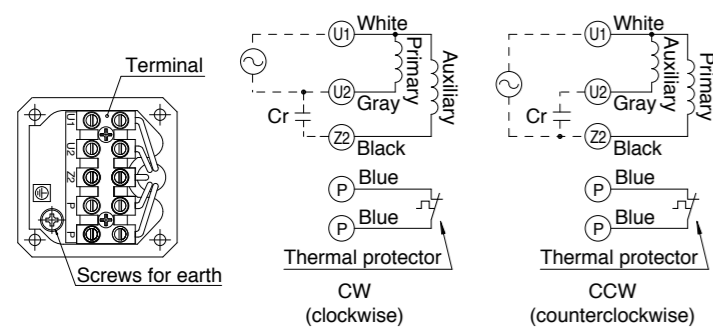 Terminal
U1
U2
Z2
P
P
Screws for earth
U1
White
Primary
Auxiliary
U2
Gray
Cr
Z2
Black
P
Blue
P
Blue
Thermal protector
CW
(clockwise)
U1
White
Auxiliary
Primary
U2
Gray
Cr
Z2
Black
P
Blue
P
Blue
Thermal protector
CCW
(counterclockwise)